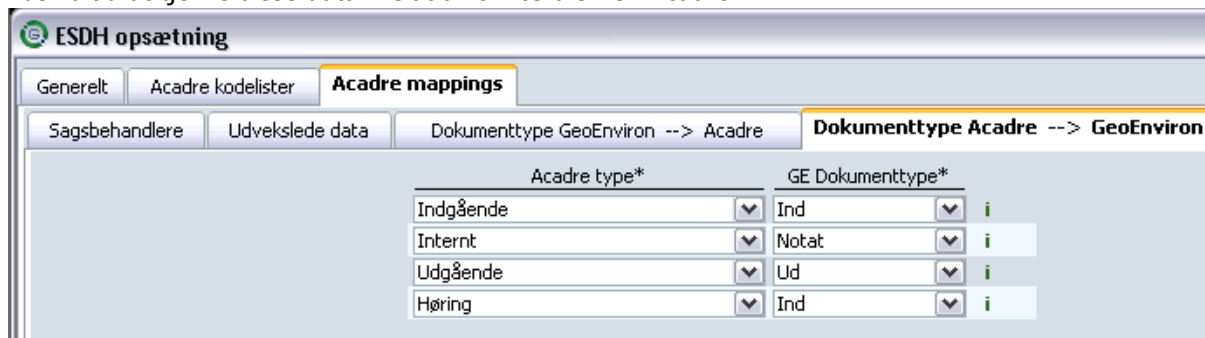 ESDH opsætning
Generelt Acadre kodelister Acadre mappings
Sagsbehandlere Udvekslede data Dokumenttype GeoEnviron --> Acadre Dokumenttype Acadre --> GeoEnviron
Acadre type* GE Dokumenttype*
Indgående Ind i
Internt Notat i
Udgående Ud i
Høring Ind i